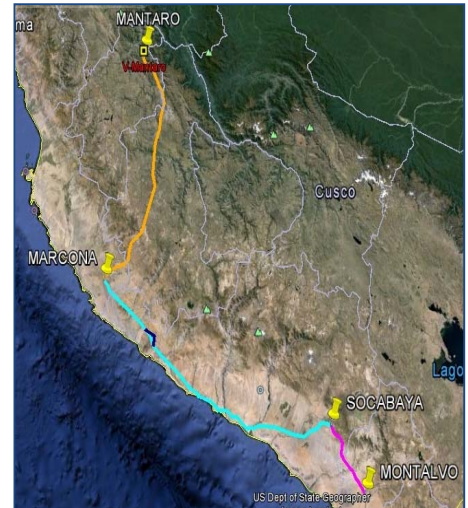 MANTARO
ma
V-Mantaro
Cusco
MARCONA
Lago
SOCABAYA
MONTALVO
US Dept of State Geographer